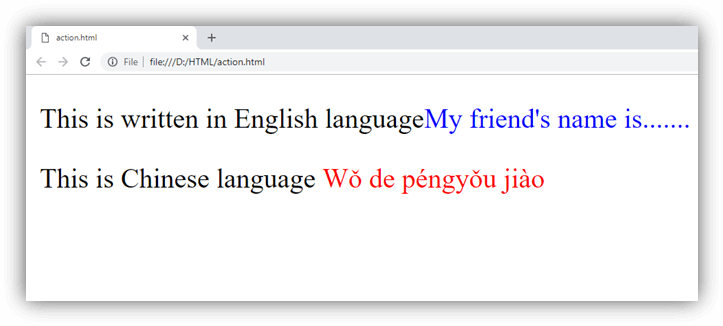 action.html
File file:///D:/HTML/action.html
This is written in English languageMy friend's name is.......
This is Chinese language Wǒ de péngyǒu jiào